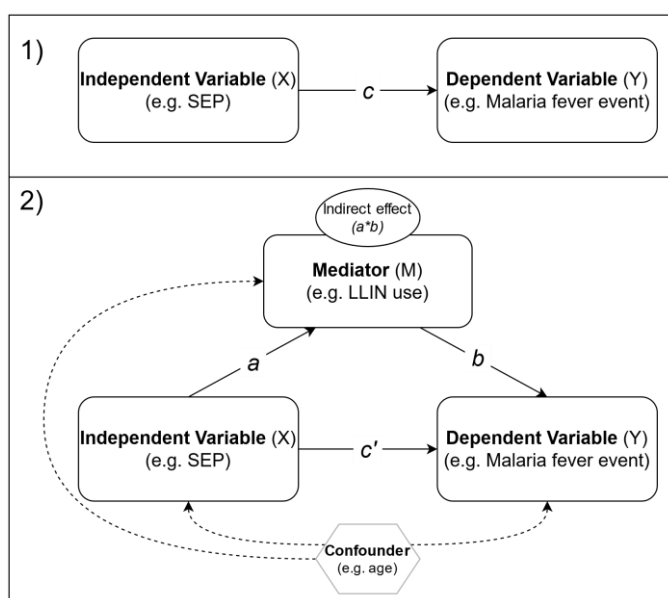 1)
Independent Variable (X)
(e.g. SEP)
c
Dependent Variable (Y)
(e.g. Malaria fever event)
2)
Indirect effect
(a*b)
Mediator (M)
(e.g. LLIN use)
a
b
Independent Variable (X)
(e.g. SEP)
c'
Dependent Variable (Y)
(e.g. Malaria fever event)
Confounder
(e.g. age)